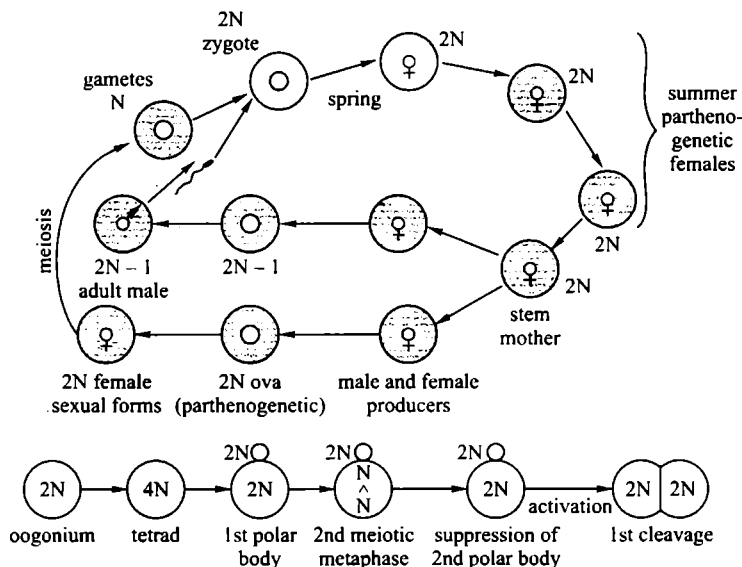 2N
zygote
2N
gametes
N
spring
2N
summer
partheno-
genetic
females
meiosis
2N
2N – 1
adult male
2N – 1
2N
stem
mother
2N female
sexual forms
2N ova
(parthenogenetic)
male and female
producers
2N
oogonium
4N
tetrad
2N
2N
1st polar
body
2N
N
^
N
2nd meiotic
metaphase
2N
2N
suppression of
2nd polar body
activation
2N 2N
1st cleavage